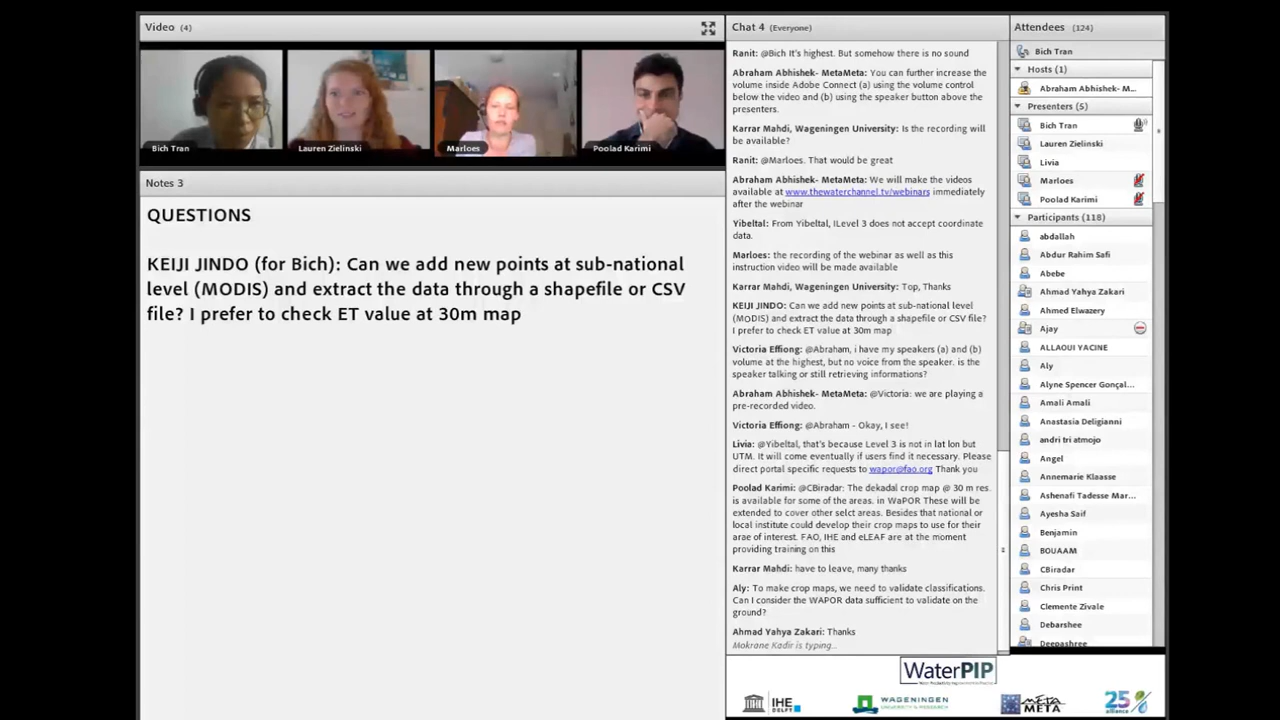 Video (4)
Bich Tran
Lauren Zielinski
Marloes
Poolad Karimi
Notes 3
QUESTIONS
KEIJI JINDO (for Bich): Can we add new points at sub-national
level (MODIS) and extract the data through a shapefile or CSV
file? I prefer to check ET value at 30m map
Chat 4 (Everyone)
Ranit: @Bich It's highest. But somehow there is no sound
Abraham Abhishek- MetaMeta: You can further increase the
volume inside Adobe Connect (a) using the volume control
below the video and (b) using the speaker button above the
presenters.
Karrar Mahdi, Wageningen University: Is the recording will
be available?
Ranit: @Marloes. That would be great
Abraham Abhishek- MetaMeta: We will make the videos
available at www.thewaterchannel.tv/webinars immediately
after the webinar
Yibeltal: From Yibeltal, lLevel 3 does not accept coordinate
data.
Marloes: the recording of the webinar as well as this
instruction video will be made available
Karrar Mahdi, Wageningen University: Top, Thanks
KEIJI JINDO: Can we add new points at sub-national level
(MODIS) and extract the data through a shapefile or CSV file?
I prefer to check ET value at 30m map
Victoria Effiong: @Abraham, i have my speakers (a) and (b)
volume at the highest, but no voice from the speaker. is the
speaker talking or still retrieving informations?
Abraham Abhishek- MetaMeta: @Victoria: we are playing a
pre-recorded video.
Victoria Effiong: @Abraham - Okay, I see!
Livia: @Yibeltal, that's because Level 3 is not in lat lon but
UTM. It will come eventually if users find it necessary. Please
direct portal specific requests to wapor@fao.org Thank you
Poolad Karimi: @CBiradar: The dekadal crop map @ 30 m res.
is available for some of the areas. in WaPOR These will be
extended to cover other selct areas. Besides that national or
local institute could develop their crop maps to use for their
arae of interest. FAO, IHE and eLEAF are at the moment
providing training on this
Karrar Mahdi: have to leave, many thanks
Aly: To make crop maps, we need to validate classifications.
Can I consider the WAPOR data sufficient to validate on the
ground?
Ahmad Yahya Zakari: Thanks
Mokrane Kadir is typing...
Attendees (124)
Bich Tran
Hosts (1)
Abraham Abhishek- M...
Presenters (5)
Bich Tran
Lauren Zielinski
Livia
Marloes
Poolad Karimi
Participants (118)
abdallah
Abdur Rahim Safi
Abebe
Ahmad Yahya Zakari
Ahmed Elwazery
Ajay
ALLAOUI YACINE
Aly
Alyne Spencer Gonçal...
Amali Amali
Anastasia Deligianni
andri tri atmojo
Angel
Annemarie Klaasse
Ashenafi Tadesse Mar...
Ayesha Saif
Benjamin
BOUAAM
CBiradar
Chris Print
Clemente Zivale
Debarshee
Deepashree
WaterPIP
IHE
DELFT
WAGENINGEN
UNIVERSITY & RESEARCH
META
META
25
alliance